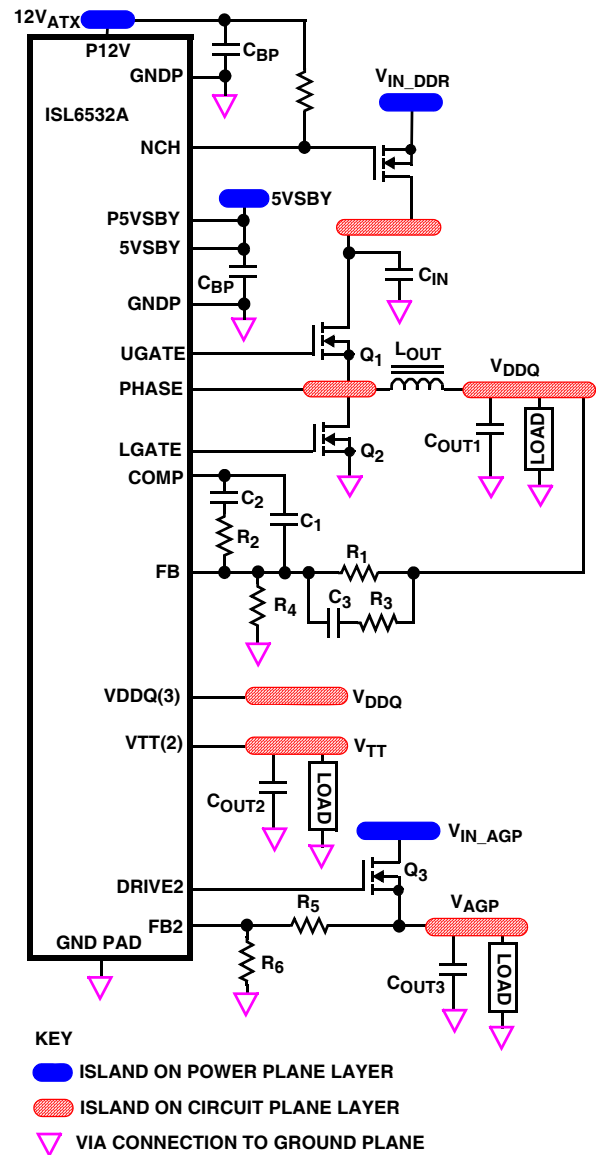 12VATX
P12V
CBP
GNDP
VIN_DDR
ISL6532A
NCH
5VSBY
P5VSBY
5VSBY
CBP
CIN
GNDP
UGATE
Q1
LOUT
PHASE
VDDQ
LGATE
Q2
COUT1
LOAD
COMP
C2
C1
R2
R1
FB
C3
R3
R4
VDDQ(3)
VDDQ
VTT(2)
VTT
COUT2
LOAD
VIN_AGP
Q3
DRIVE2
R5
VAGP
FB2
GND PAD
R6
COUT3
LOAD
KEY
ISLAND ON POWER PLANE LAYER
ISLAND ON CIRCUIT PLANE LAYER
VIA CONNECTION TO GROUND PLANE